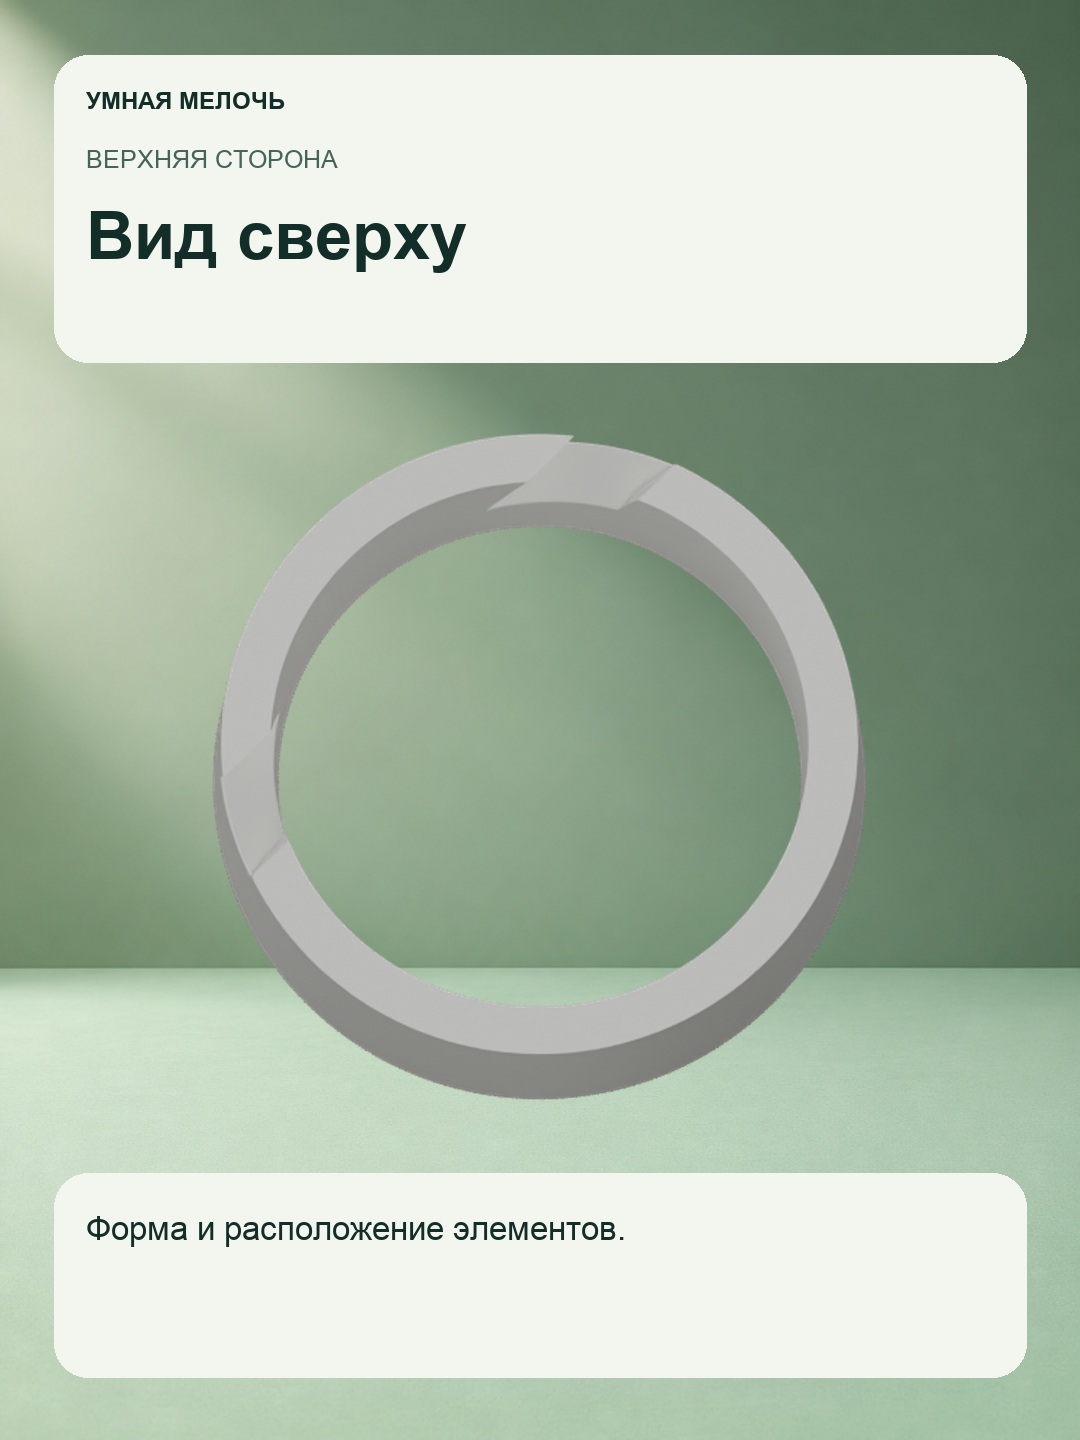 УМНАЯ МЕЛОЧЬ
ВЕРХНЯЯ СТОРОНА
Вид сверху
Форма и расположение элементов.